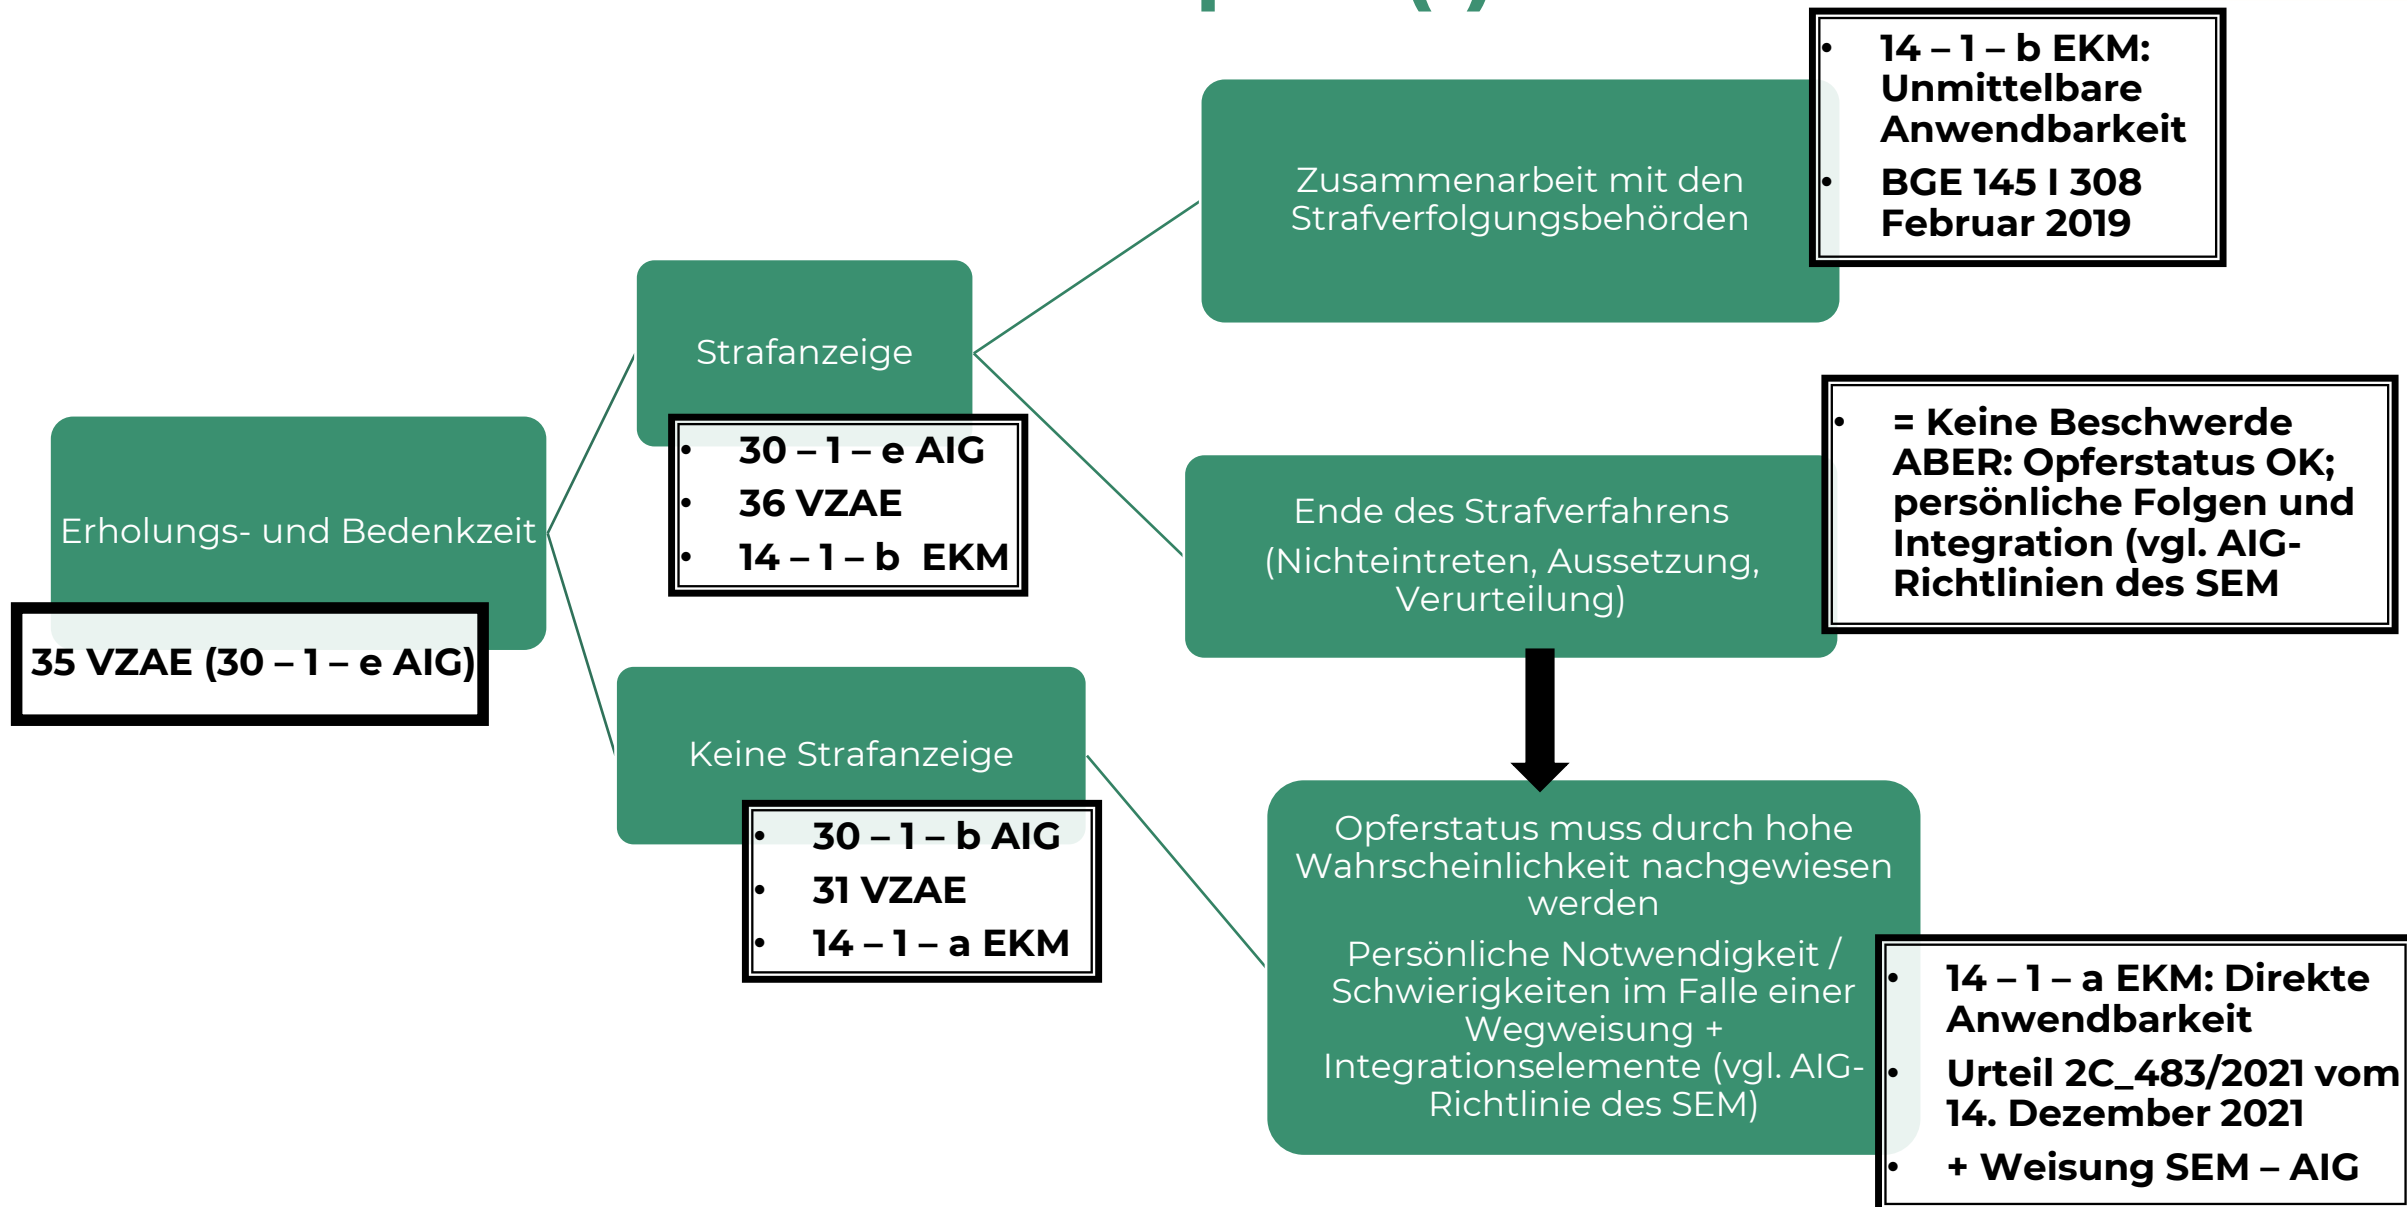 Erholungs- und Bedenkzeit
35 VZAE (30 – 1 – e AIG)
Strafanzeige
• 30 – 1 – e AIG
• 36 VZAE
• 14 – 1 – b EKM
Keine Strafanzeige
• 30 – 1 – b AIG
• 31 VZAE
• 14 – 1 – a EKM
Zusammenarbeit mit den
Strafverfolgungsbehörden
• 14 – 1 – b EKM:
Unmittelbare
Anwendbarkeit
• BGE 145 I 308
Februar 2019
Ende des Strafverfahrens
(Nichteintreten, Aussetzung,
Verurteilung)
• = Keine Beschwerde
ABER: Opferstatus OK;
persönliche Folgen und
Integration (vgl. AIG-
Richtlinien des SEM
Opferstatus muss durch hohe
Wahrscheinlichkeit nachgewiesen
werden
Persönliche Notwendigkeit /
Schwierigkeiten im Falle einer
Wegweisung +
Integrationselemente (vgl. AIG-
Richtlinie des SEM)
• 14 – 1 – a EKM: Direkte
Anwendbarkeit
• Urteil 2C_483/2021 vom
14. Dezember 2021
• + Weisung SEM – AIG